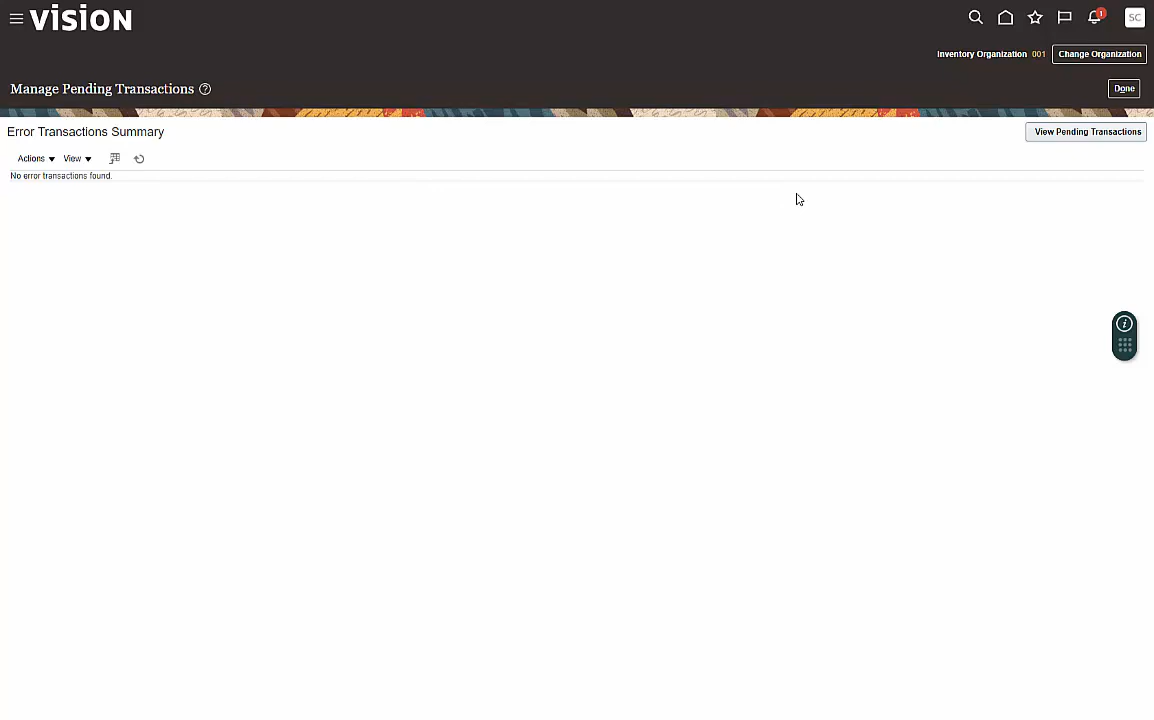 vision
1
SC
Inventory Organization 001 Change Organization
Manage Pending Transactions ?
Done
Error Transactions Summary
View Pending Transactions
Actions View
No error transactions found.
i